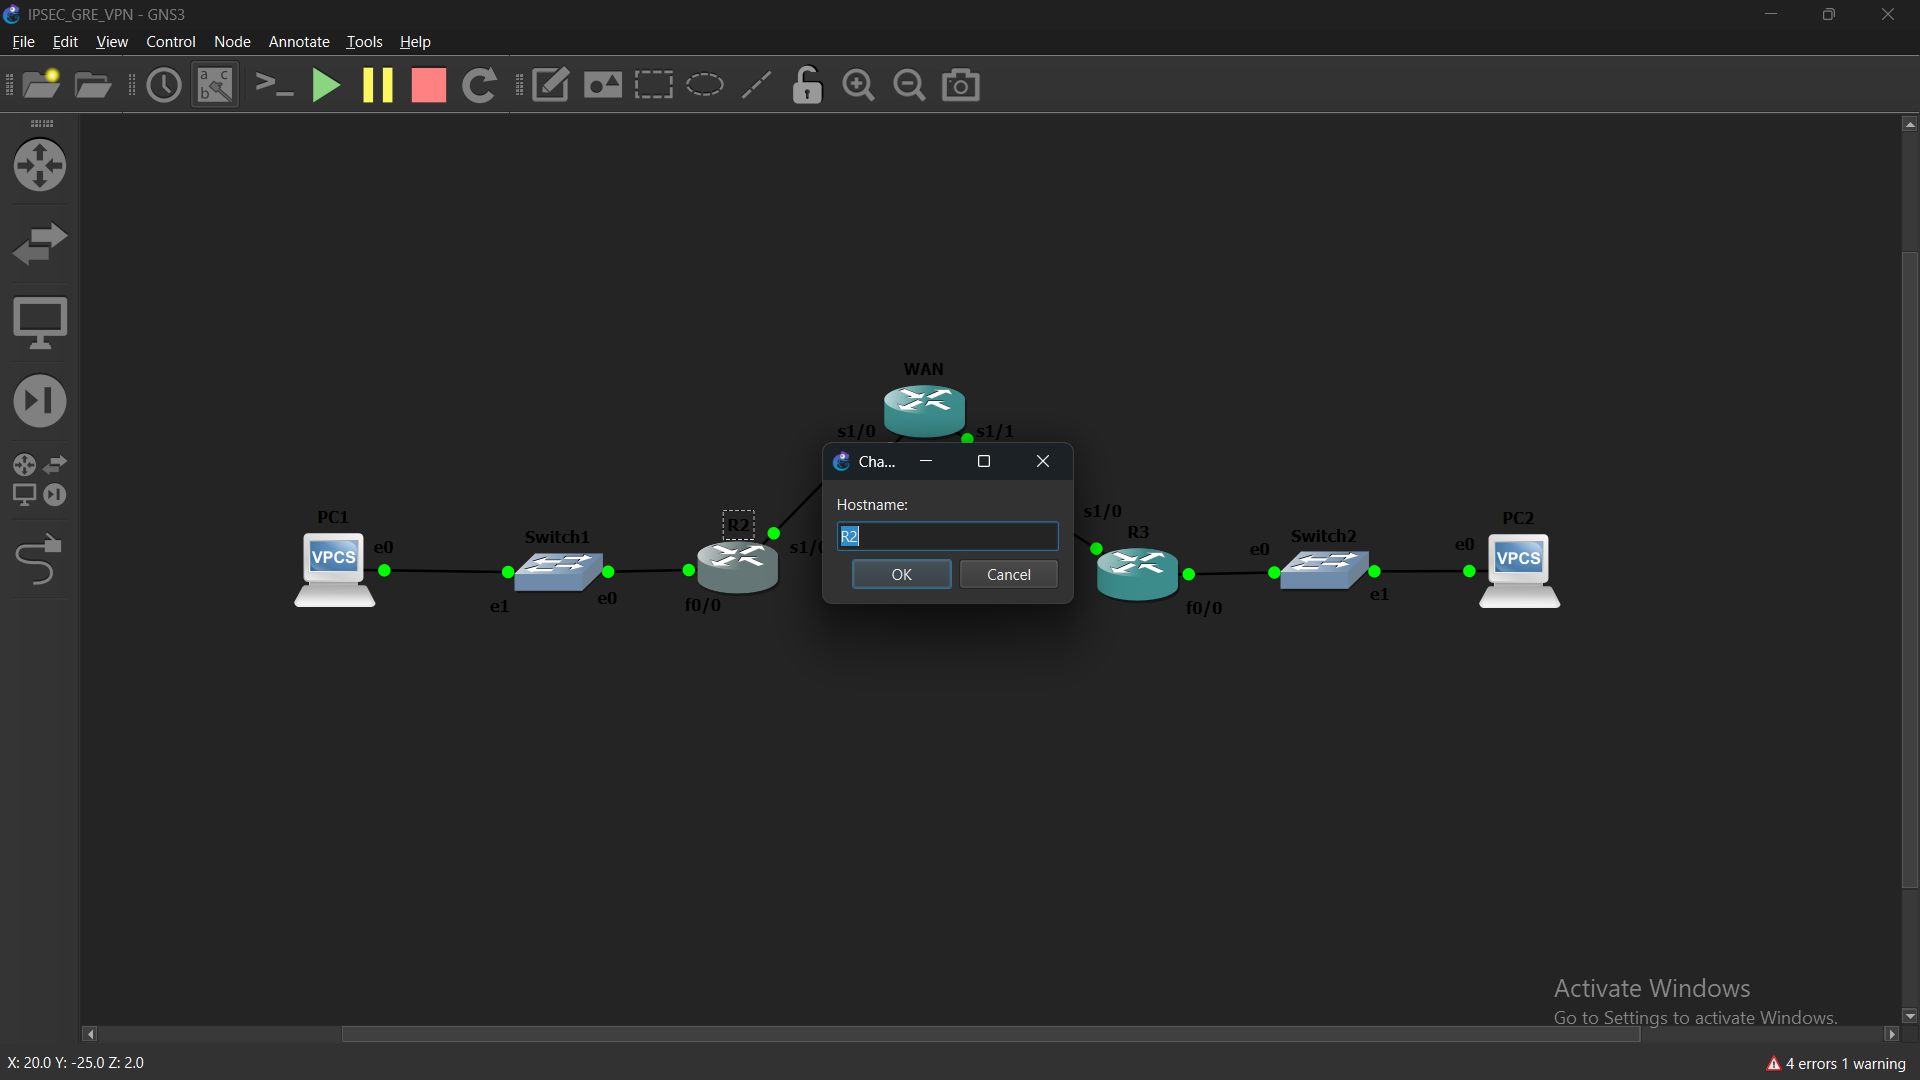 IPSEC_GRE_VPN - GNS3
File Edit View Control Node Annotate Tools Help
a c
b
WAN
s1/0 s1/1
Cha...
Hostname:
R2
OK Cancel
PC1
VPCS
e0
Switch1
e1
e0
R2
s1/0
f0/0
s1/0
R3
f0/0
e0
Switch2
e1
e0
PC2
VPCS
Activate Windows
Go to Settings to activate Windows.
X: 20.0 Y: -25.0 Z: 2.0
4 errors 1 warning